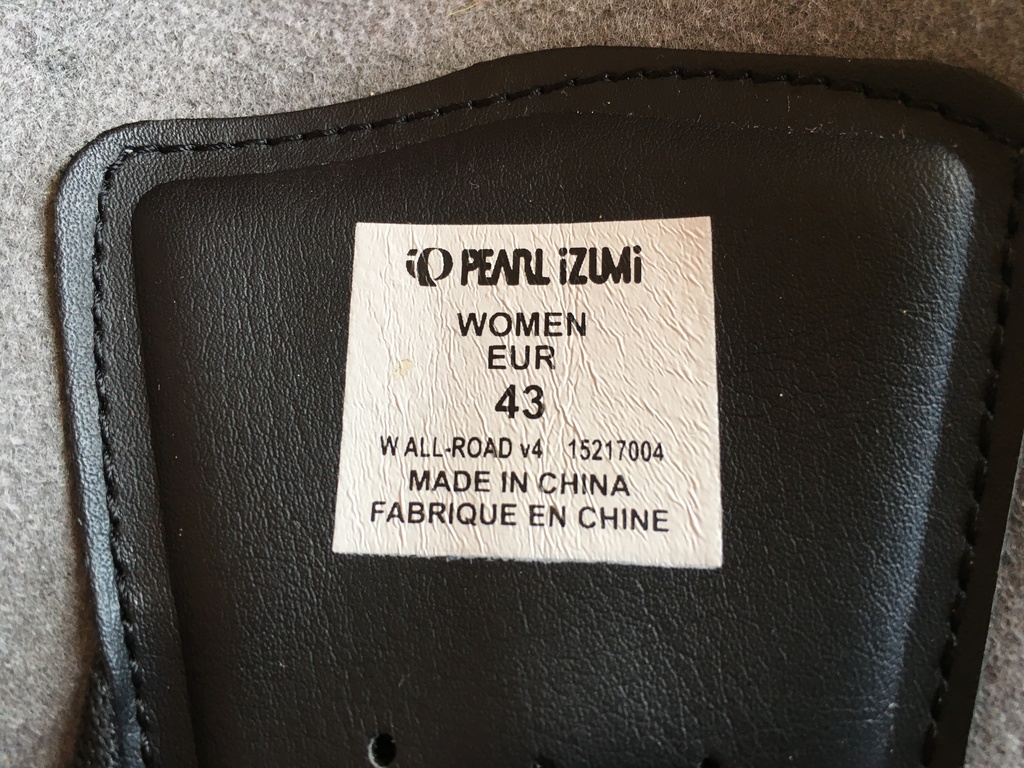 PEARL iZUMi
WOMEN
EUR
43
W ALL-ROAD v4 15217004
MADE IN CHINA
FABRIQUE EN CHINE